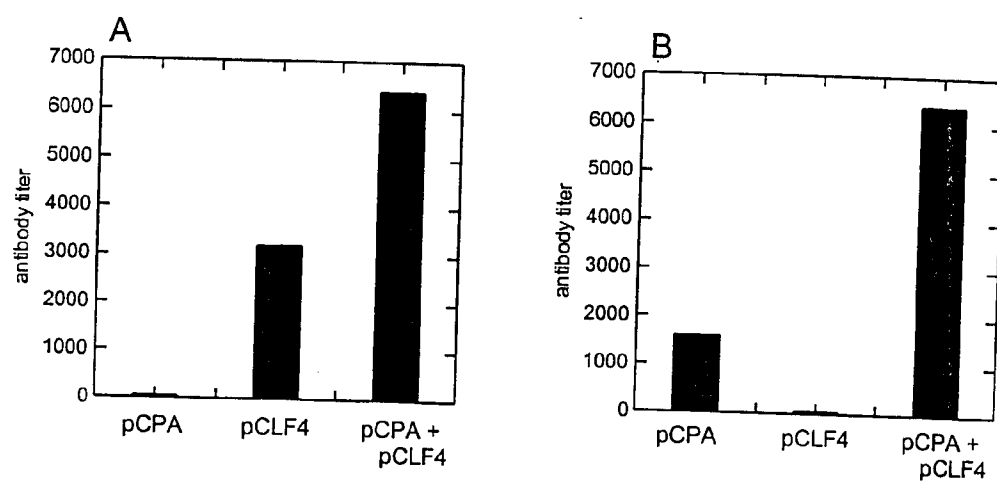 A
7000
6000
5000
4000
3000
2000
1000
0
antibody titer
pCPA
pCLF4
pCPA +
pCLF4
B
7000
6000
5000
4000
3000
2000
1000
0
antibody titer
pCPA
pCLF4
pCPA +
pCLF4